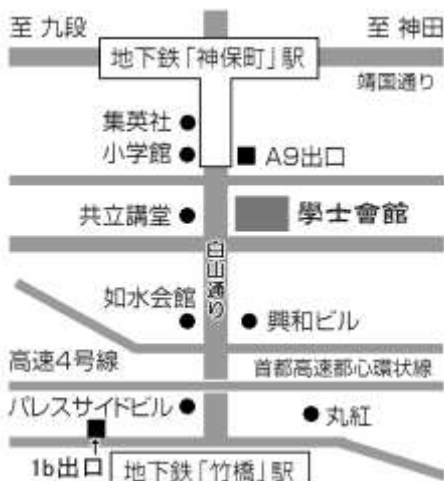 至 九段
至 神田
地下鉄「神保町」駅
靖国通り
集英社
小学館
A9出口
共立講堂
學士會館
白山通り
如水会館
興和ビル
高速4号線
首都高速都心環状線
パレスサイドビル
丸紅
1b出口
地下鉄「竹橋」駅